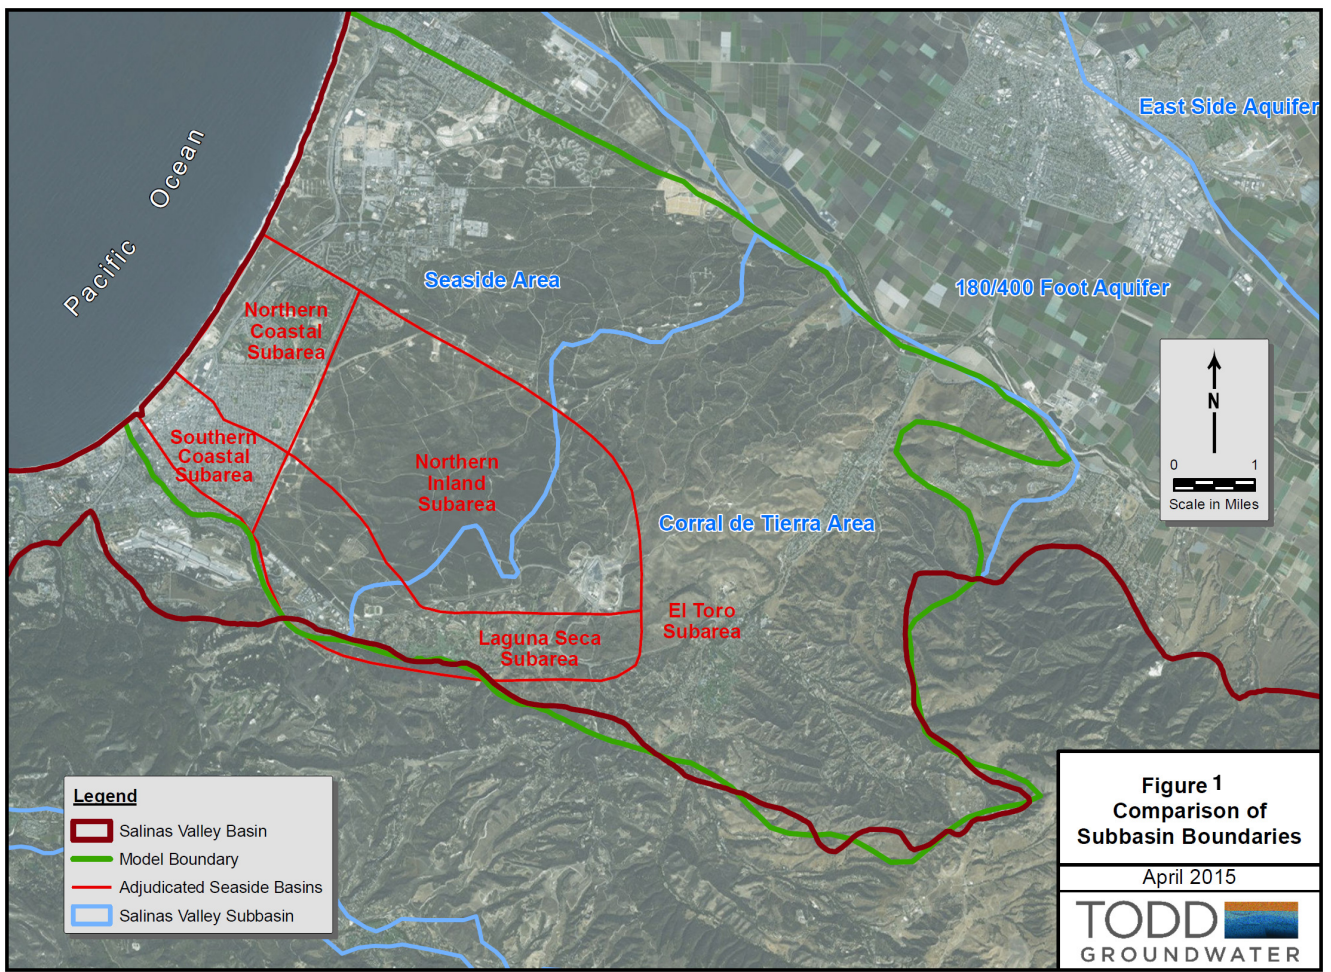 Pacific Ocean
East Side Aquifer
Seaside Area
180/400 Foot Aquifer
Northern
Coastal
Subarea
N
0 1
Scale in Miles
Southern
Coastal
Subarea
Northern
Inland
Subarea
Corral de Tierra Area
El Toro
Subarea
Laguna Seca
Subarea
Legend
Salinas Valley Basin
Model Boundary
Adjudicated Seaside Basins
Salinas Valley Subbasin
Figure 1
Comparison of
Subbasin Boundaries
April 2015
TODD
GROUNDWATER